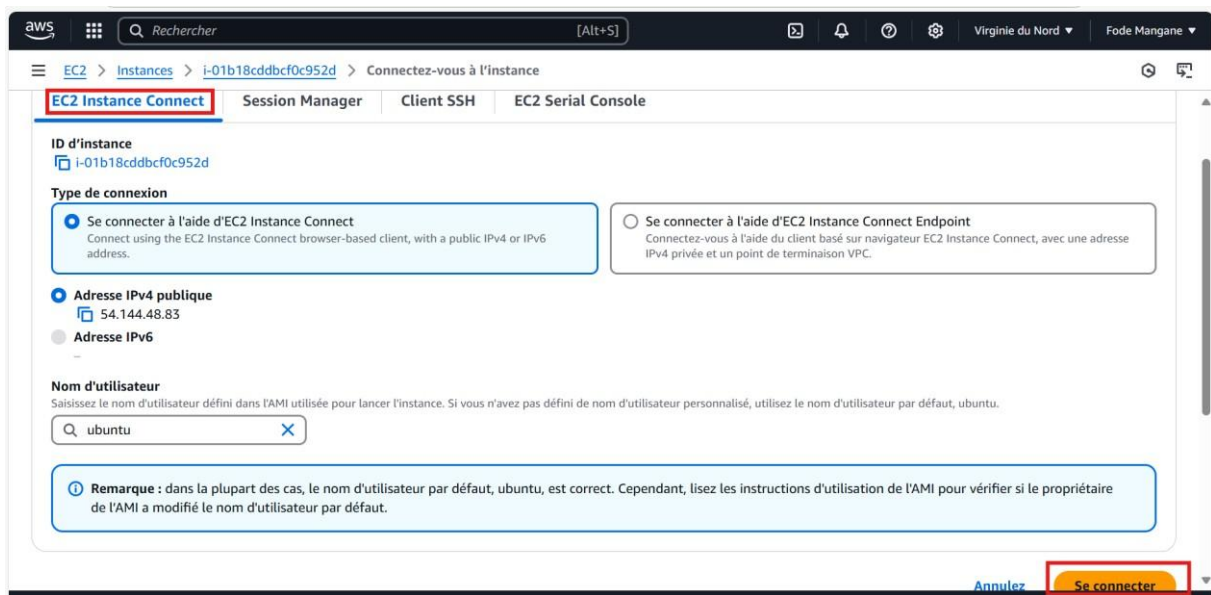 aws Rechercher [Alt+S] Virginie du Nord Fode Mangane
EC2 > Instances > i-01b18cddbcf0c952d > Connectez-vous à l'instance
EC2 Instance Connect Session Manager Client SSH EC2 Serial Console
ID d'instance
i-01b18cddbcf0c952d
Type de connexion
Se connecter à l'aide d'EC2 Instance Connect
Connect using the EC2 Instance Connect browser-based client, with a public IPv4 or IPv6
address.
Se connecter à l'aide d'EC2 Instance Connect Endpoint
Connectez-vous à l'aide du client basé sur navigateur EC2 Instance Connect, avec une adresse
IPv4 privée et un point de terminaison VPC.
Adresse IPv4 publique
54.144.48.83
Adresse IPv6
–
Nom d'utilisateur
Saisissez le nom d'utilisateur défini dans l'AMI utilisée pour lancer l'instance. Si vous n'avez pas défini de nom d'utilisateur personnalisé, utilisez le nom d'utilisateur par défaut, ubuntu.
ubuntu
Remarque : dans la plupart des cas, le nom d'utilisateur par défaut, ubuntu, est correct. Cependant, lisez les instructions d'utilisation de l'AMI pour vérifier si le propriétaire
de l'AMI a modifié le nom d'utilisateur par défaut.
Annulez Se connecter